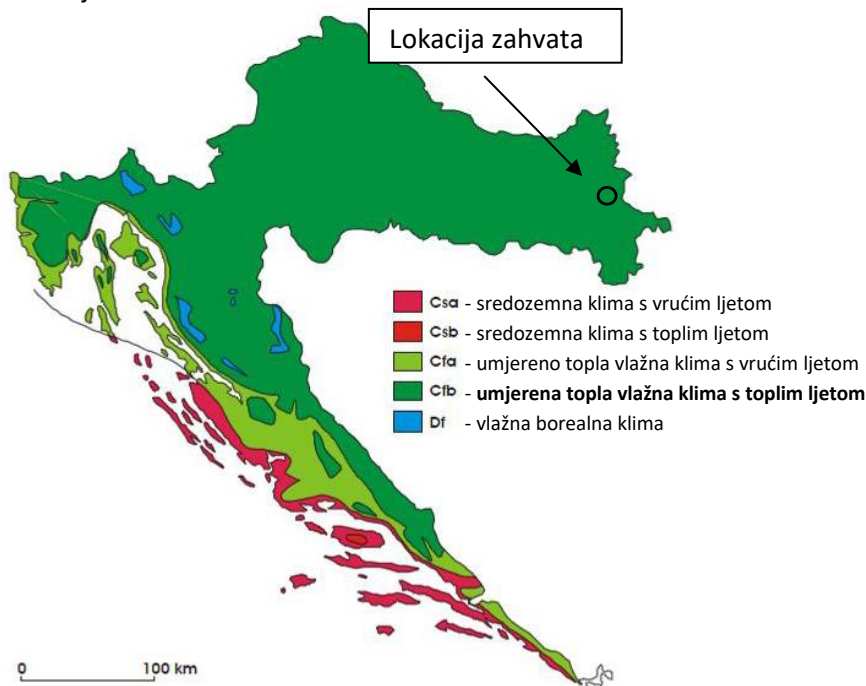 Lokacija zahvata
Csa - sredozemna klima s vrućim ljetom
Csb - sredozemna klima s toplim ljetom
Cfa - umjereno topla vlažna klima s vrućim ljetom
Cfb - umjerena topla vlažna klima s toplim ljetom
Df - vlažna borealna klima
0 100 km